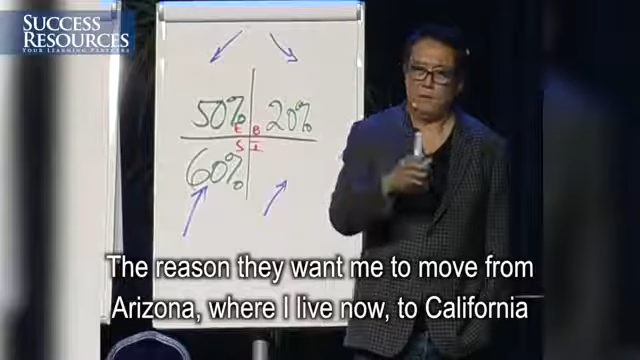 SUCCESS
RESOURCES
YOUR LEARNING PARTNERS
50% 20%
E B
S I
60%
The reason they want me to move from
Arizona, where I live now, to California